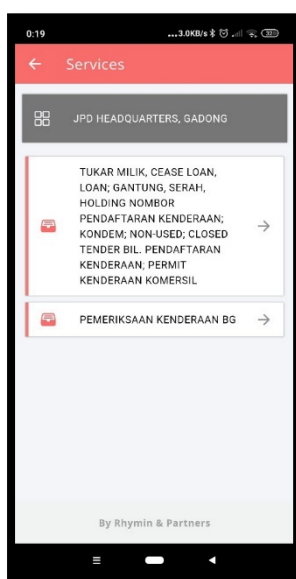 0:19 ...3.0KB/s 32
Services
JPD HEADQUARTERS, GADONG
TUKAR MILIK, CEASE LOAN,
LOAN; GANTUNG, SERAH,
HOLDING NOMBOR
PENDAFTARAN KENDERAAN;
KONDEM; NON-USED; CLOSED
TENDER BIL. PENDAFTARAN
KENDERAAN; PERMIT
KENDERAAN KOMERSIL
PEMERIKSAAN KENDERAAN BG
By Rhymin & Partners